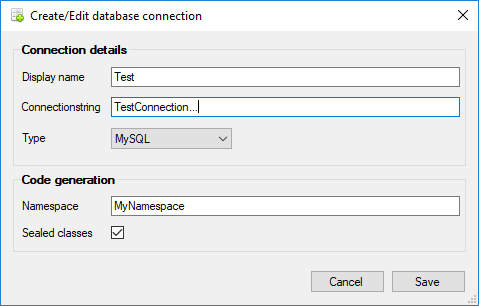 Create/Edit database connection
Connection details
Display name Test
Connectionstring TestConnection...
Type MySQL
Code generation
Namespace MyNamespace
Sealed classes
Cancel Save